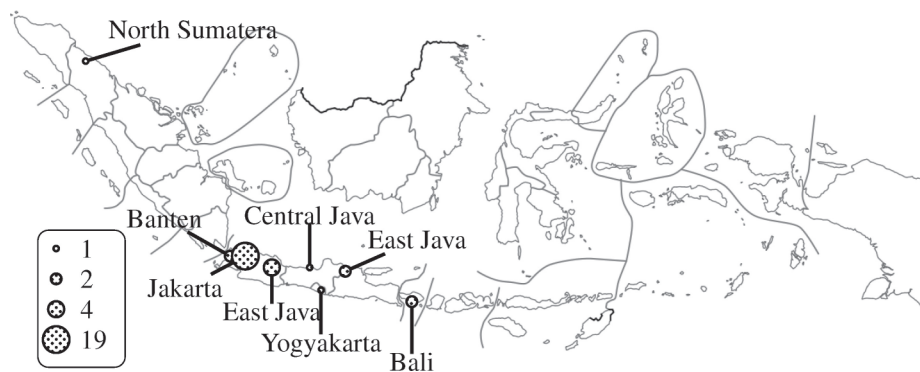 North Sumatera
Banten
Central Java
East Java
Jakarta
East Java
Yogyakarta
Bali
1
2
4
19